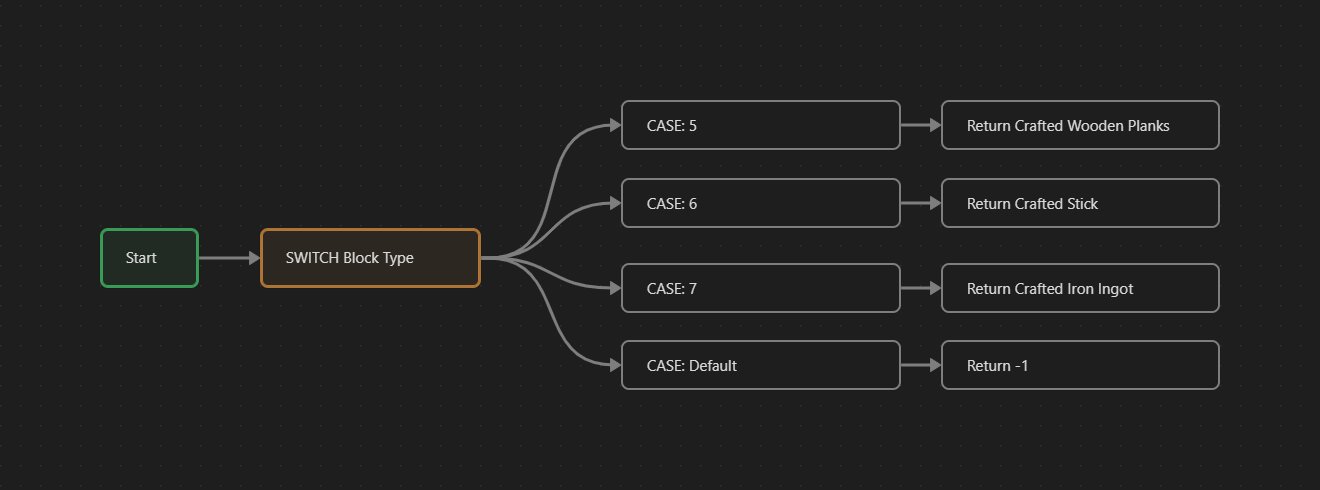 Start
SWITCH Block Type
CASE: 5
Return Crafted Wooden Planks
CASE: 6
Return Crafted Stick
CASE: 7
Return Crafted Iron Ingot
CASE: Default
Return -1